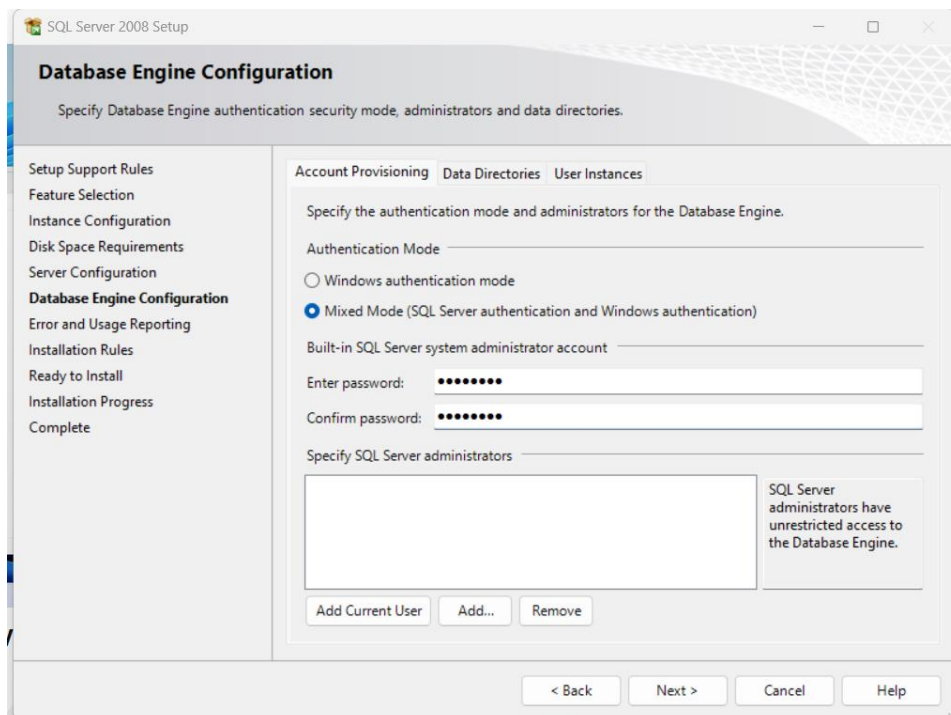 SQL Server 2008 Setup
Database Engine Configuration
Specify Database Engine authentication security mode, administrators and data directories.
Setup Support Rules
Feature Selection
Instance Configuration
Disk Space Requirements
Server Configuration
Database Engine Configuration
Error and Usage Reporting
Installation Rules
Ready to Install
Installation Progress
Complete
Account Provisioning Data Directories User Instances
Specify the authentication mode and administrators for the Database Engine.
Authentication Mode
Windows authentication mode
Mixed Mode (SQL Server authentication and Windows authentication)
Built-in SQL Server system administrator account
Enter password: ••••••••
Confirm password: ••••••••
Specify SQL Server administrators
SQL Server
administrators have
unrestricted access to
the Database Engine.
Add Current User Add... Remove
< Back Next > Cancel Help